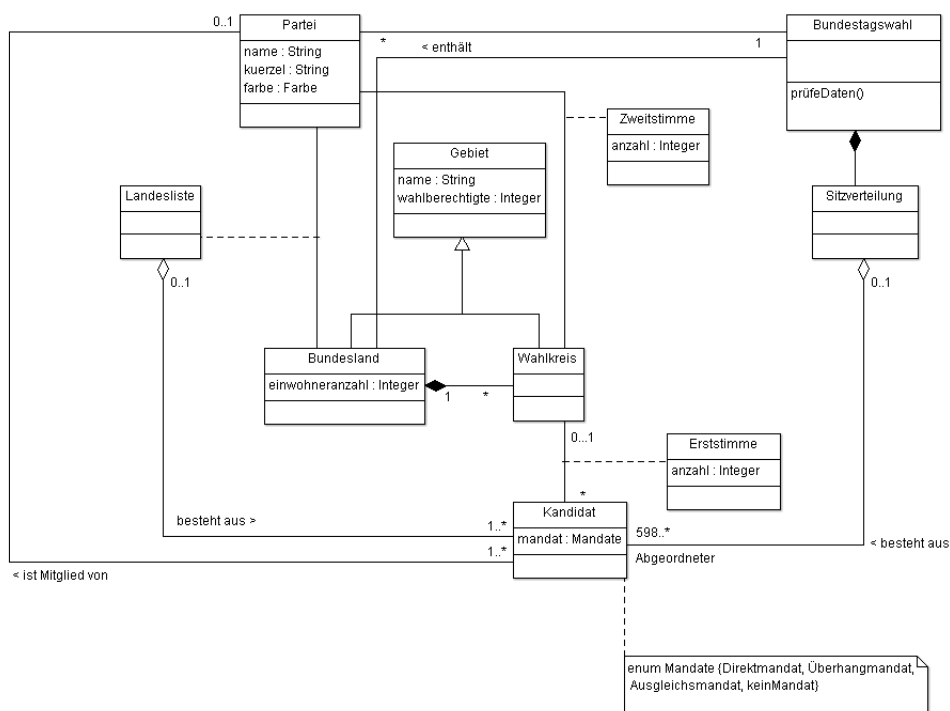 0..1
Partei
name : String
kuerzel : String
farbe : Farbe
*
< enthält
1
Bundestagswahl
prüfeDaten()
Zweitstimme
anzahl : Integer
Gebiet
name : String
wahlberechtigte : Integer
Landesliste
0..1
Sitzverteilung
0..1
Bundesland
einwohneranzahl : Integer
1
*
Wahlkreis
0...1
Erststimme
anzahl : Integer
*
Kandidat
mandat : Mandate
besteht aus >
1..*
1..*
598..*
Abgeordneter
< besteht aus
< ist Mitglied von
enum Mandate {Direktmandat, Überhangmandat,
Ausgleichsmandat, keinMandat}